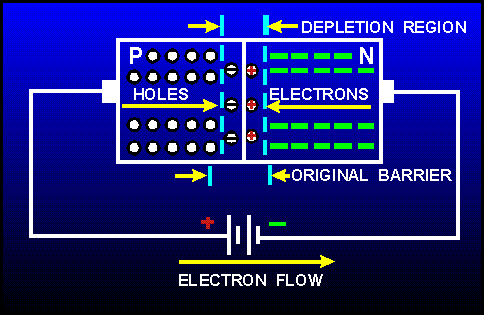 DEPLETION REGION
P N
HOLES ELECTRONS
ORIGINAL BARRIER
+ −
ELECTRON FLOW